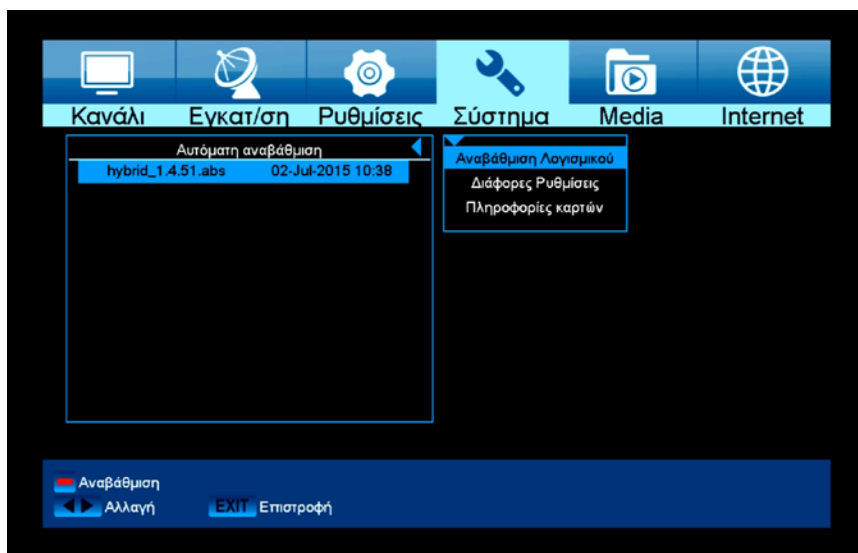 Κανάλι Εγκατ/ση Ρυθμίσεις Σύστημα Media Internet
Αυτόματη αναβάθμιση
hybrid_1.4.51.abs 02-Jul-2015 10:38
Αναβάθμιση Λογισμικού
Διάφορες Ρυθμίσεις
Πληροφορίες καρτών
Αναβάθμιση
Αλλαγή EXIT Επιστροφή